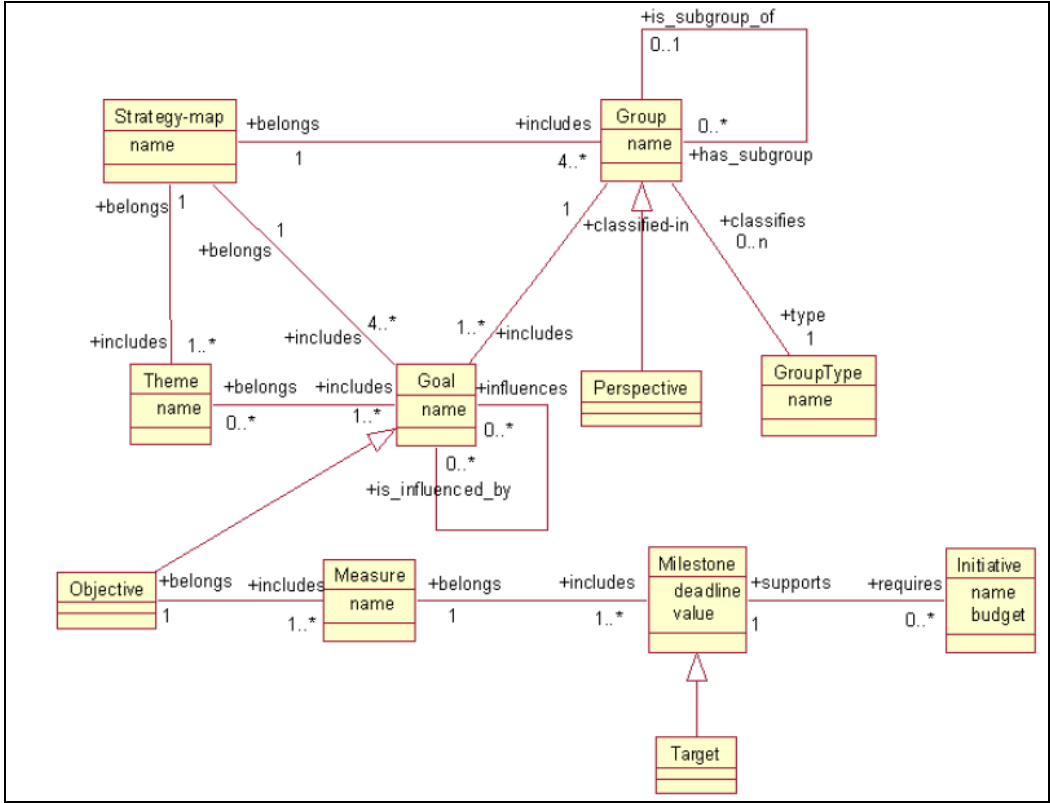 +is_subgroup_of
0..1
Strategy-map
name
+belongs
1
+includes
4..*
Group
name
0..*
+has_subgroup
+belongs
1
1
+belongs
1
+classified-in
+classifies
0..n
+includes
1..*
4..*
+includes
1..*
+includes
+type
1
Theme
name
+belongs
0..*
+includes
1..*
Goal
name
+influences
0..*
0..*
+is_influenced_by
Perspective
GroupType
name
Objective
+belongs
1
+includes
1..*
Measure
name
+belongs
1
+includes
1..*
Milestone
deadline
value
+supports
1
+requires
0..*
Initiative
name
budget
Target